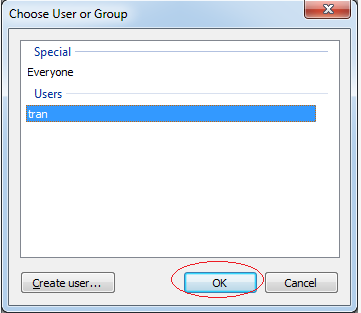 Choose User or Group
Special
Everyone
Users
tran
Create user...
OK
Cancel